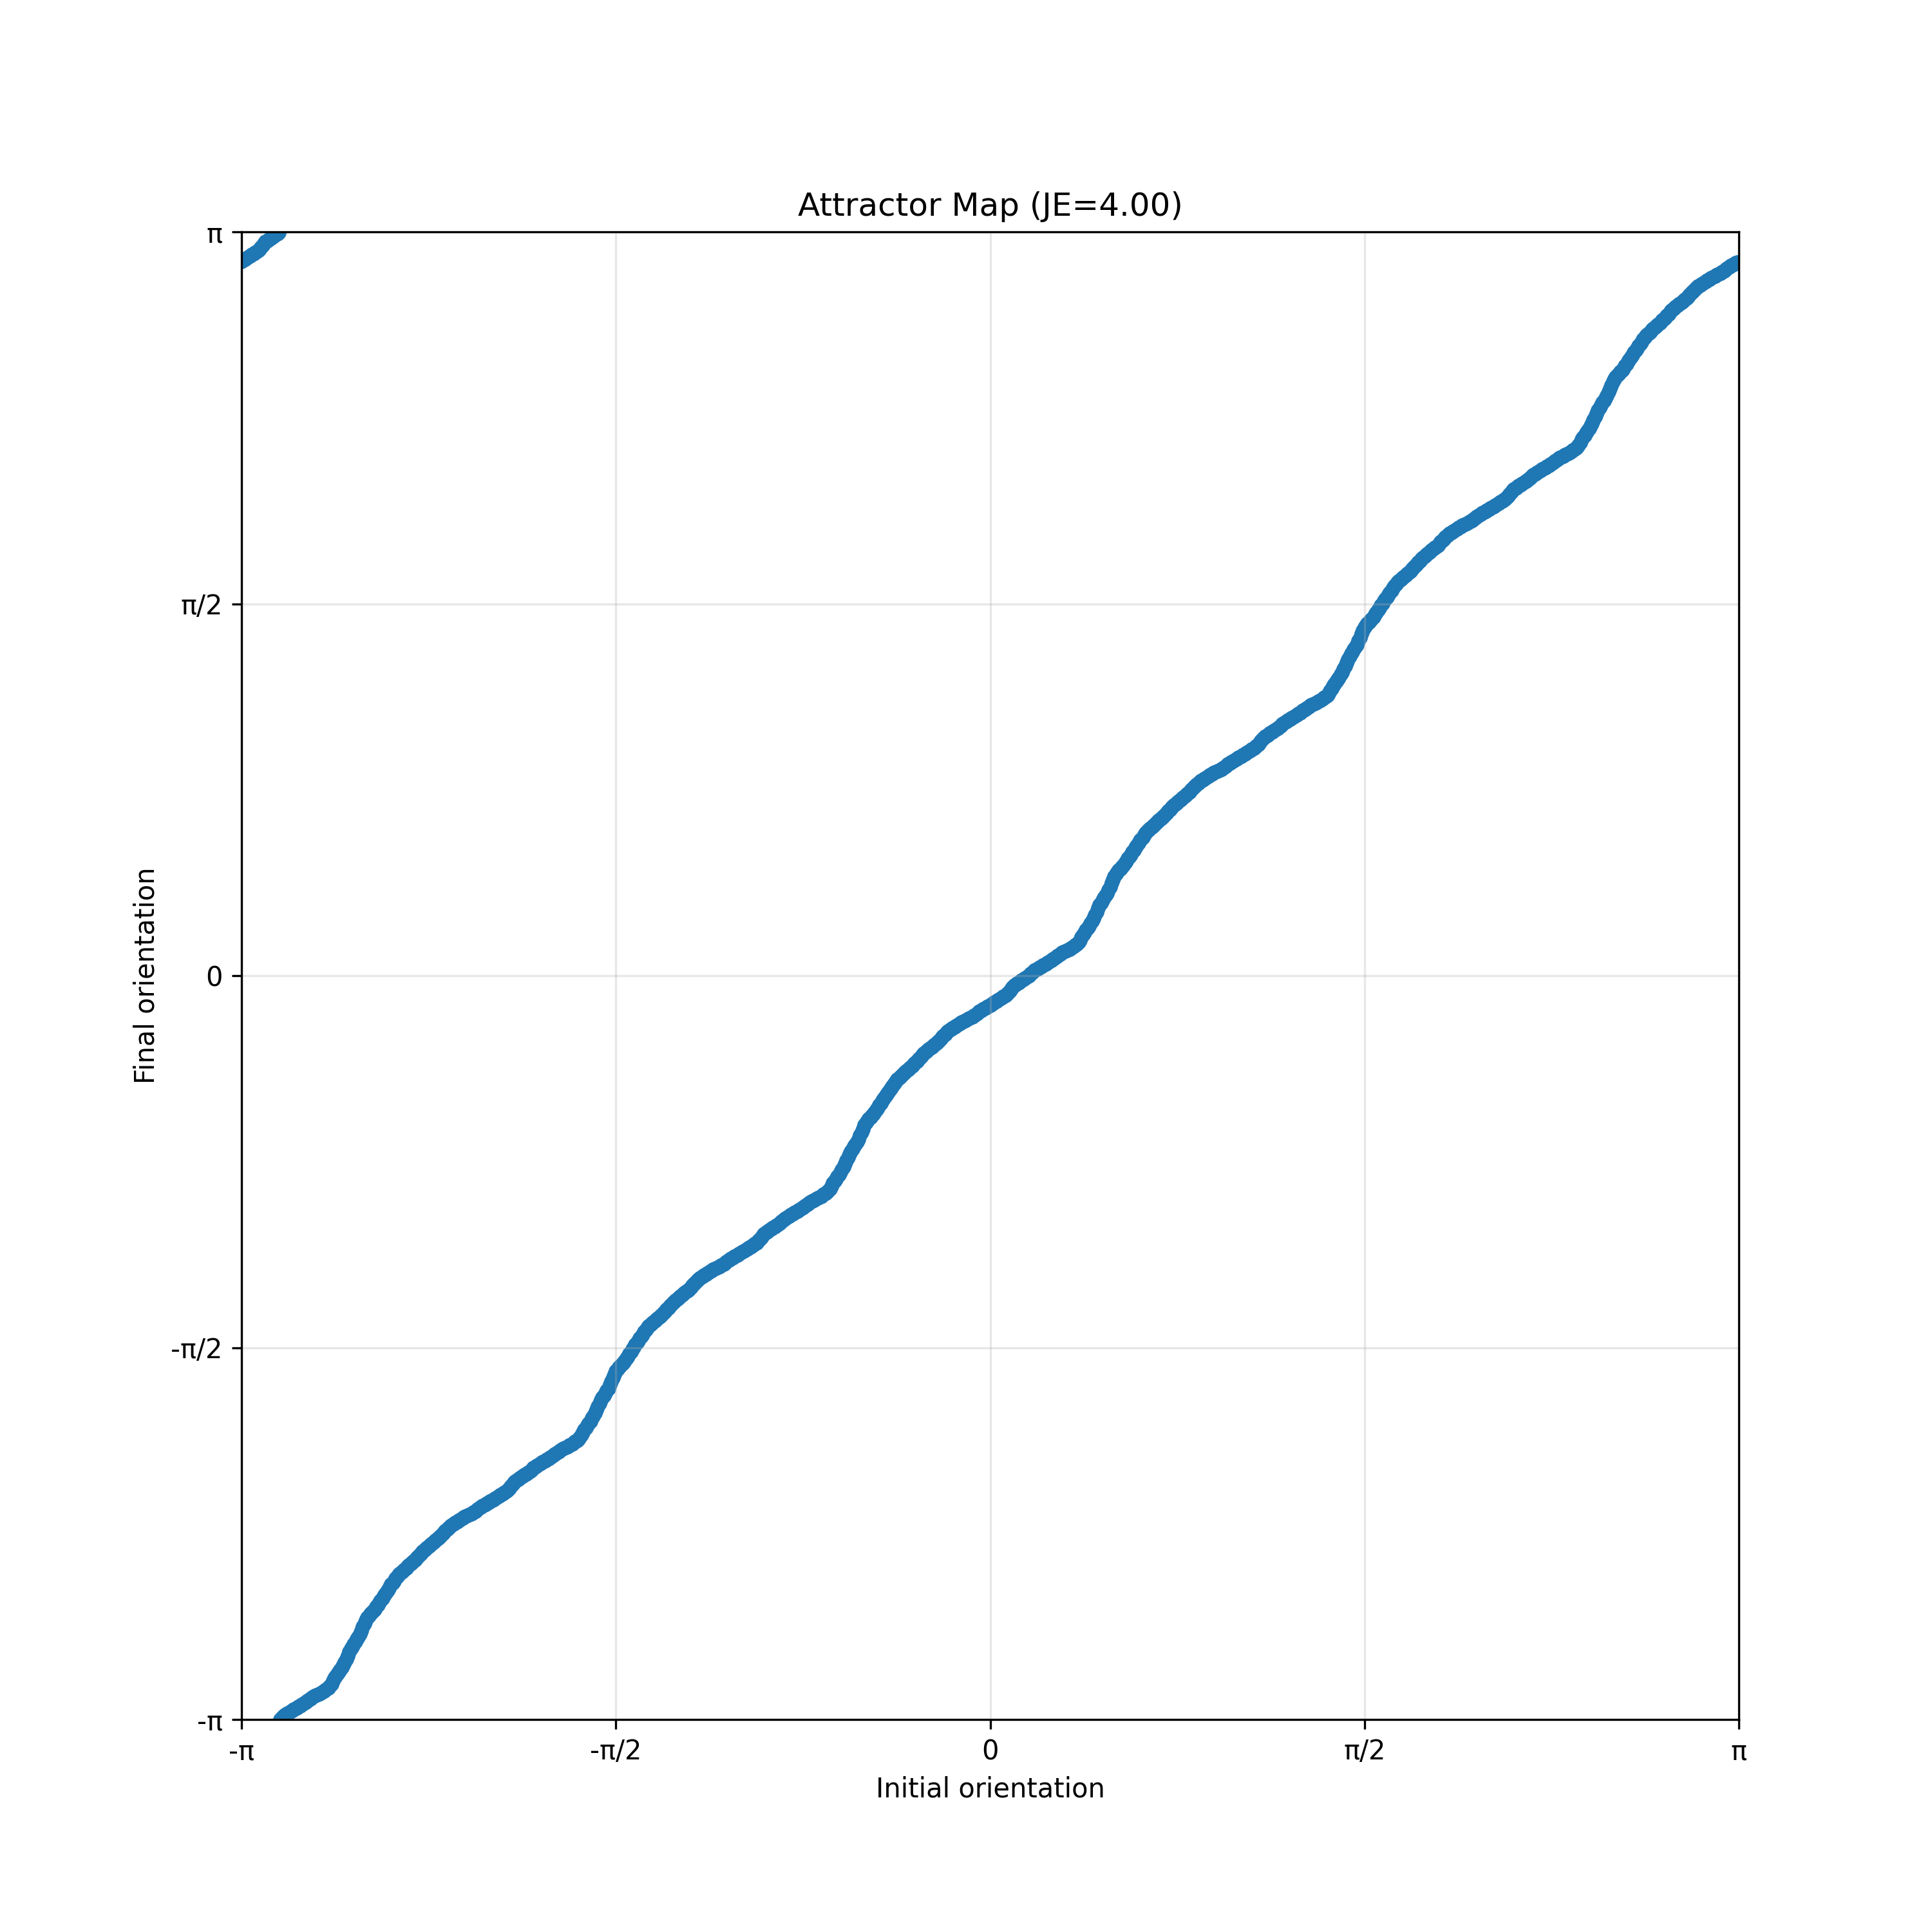 Attractor Map (JE=4.00)
π
π/2
0
-π/2
-π
Final orientation
-π
-π/2
0
π/2
π
Initial orientation